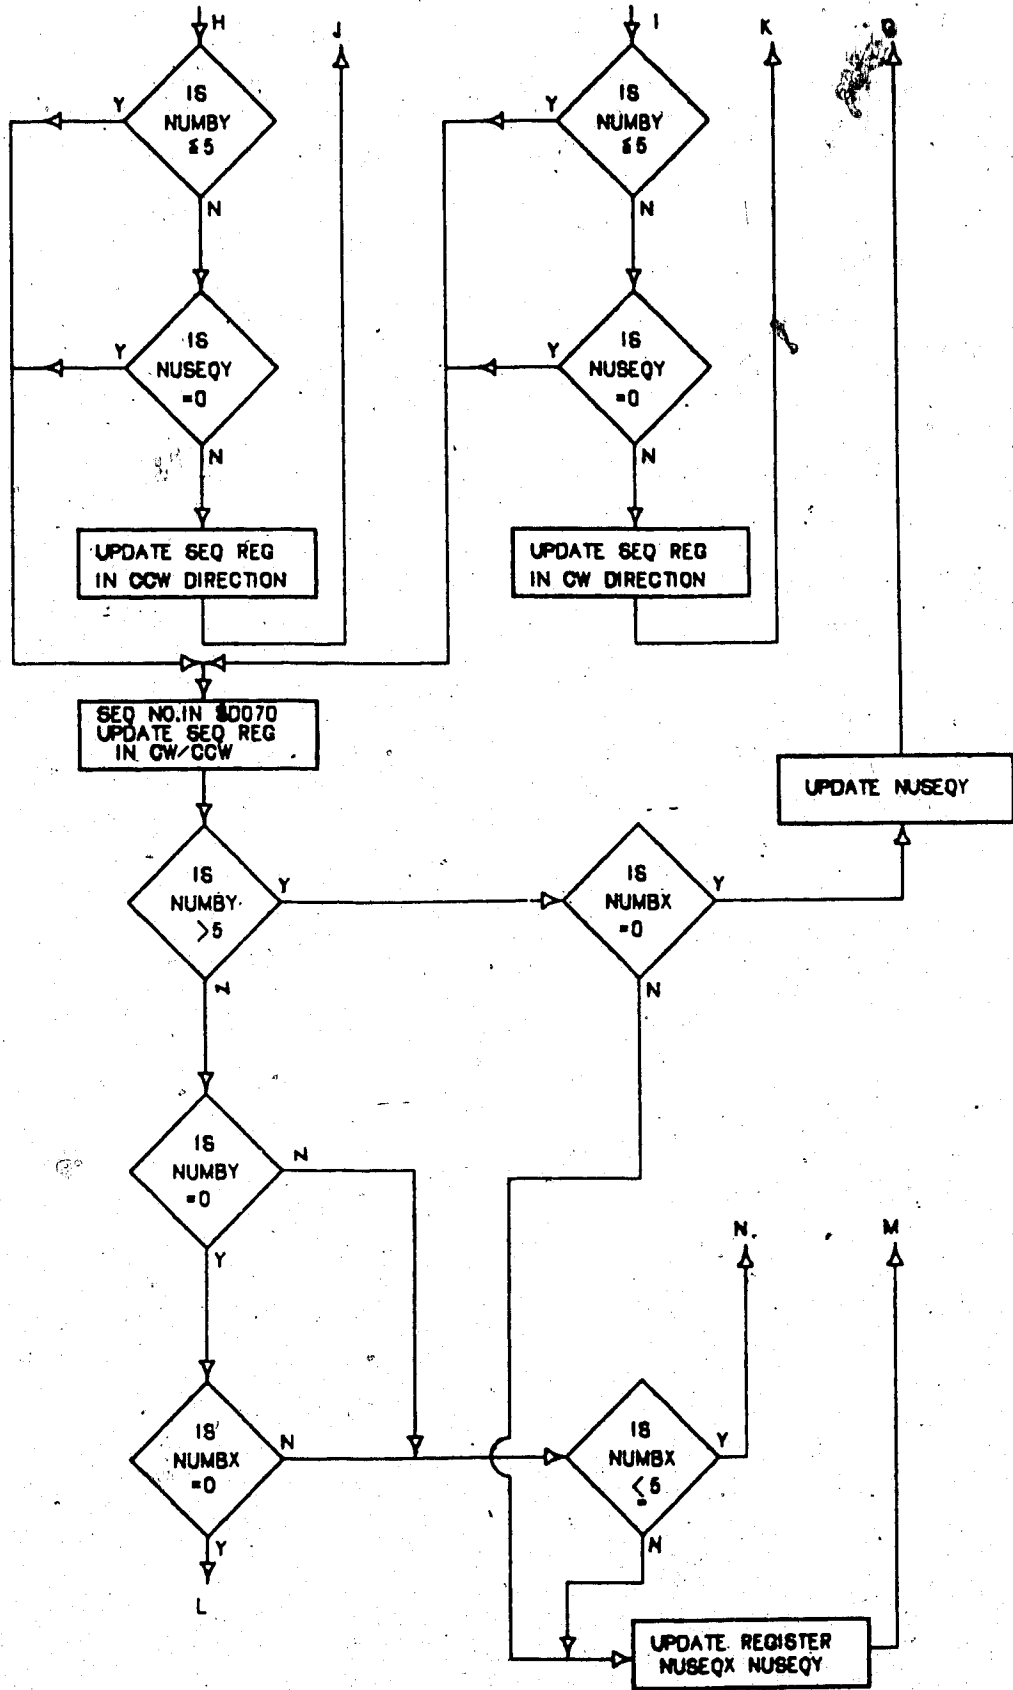 H
J
I
K
Q
IS
NUMBY
≤5
Y
N
IS
NUMBY
≤5
Y
N
IS
NUSEQY
=0
Y
N
IS
NUSEQY
=0
Y
N
UPDATE SEQ REG
IN CCW DIRECTION
UPDATE SEQ REG
IN CW DIRECTION
SEQ NO.IN $D070
UPDATE SEQ REG
IN CW/CCW
UPDATE NUSEQY
IS
NUMBY
>5
Y
N
IS
NUMBX
=0
Y
N
IS
NUMBY
=0
N
Y
N
M
IS
NUMBX
=0
N
Y
L
IS
NUMBX
≤5
Y
N
UPDATE REGISTER
NUSEQX NUSEQY